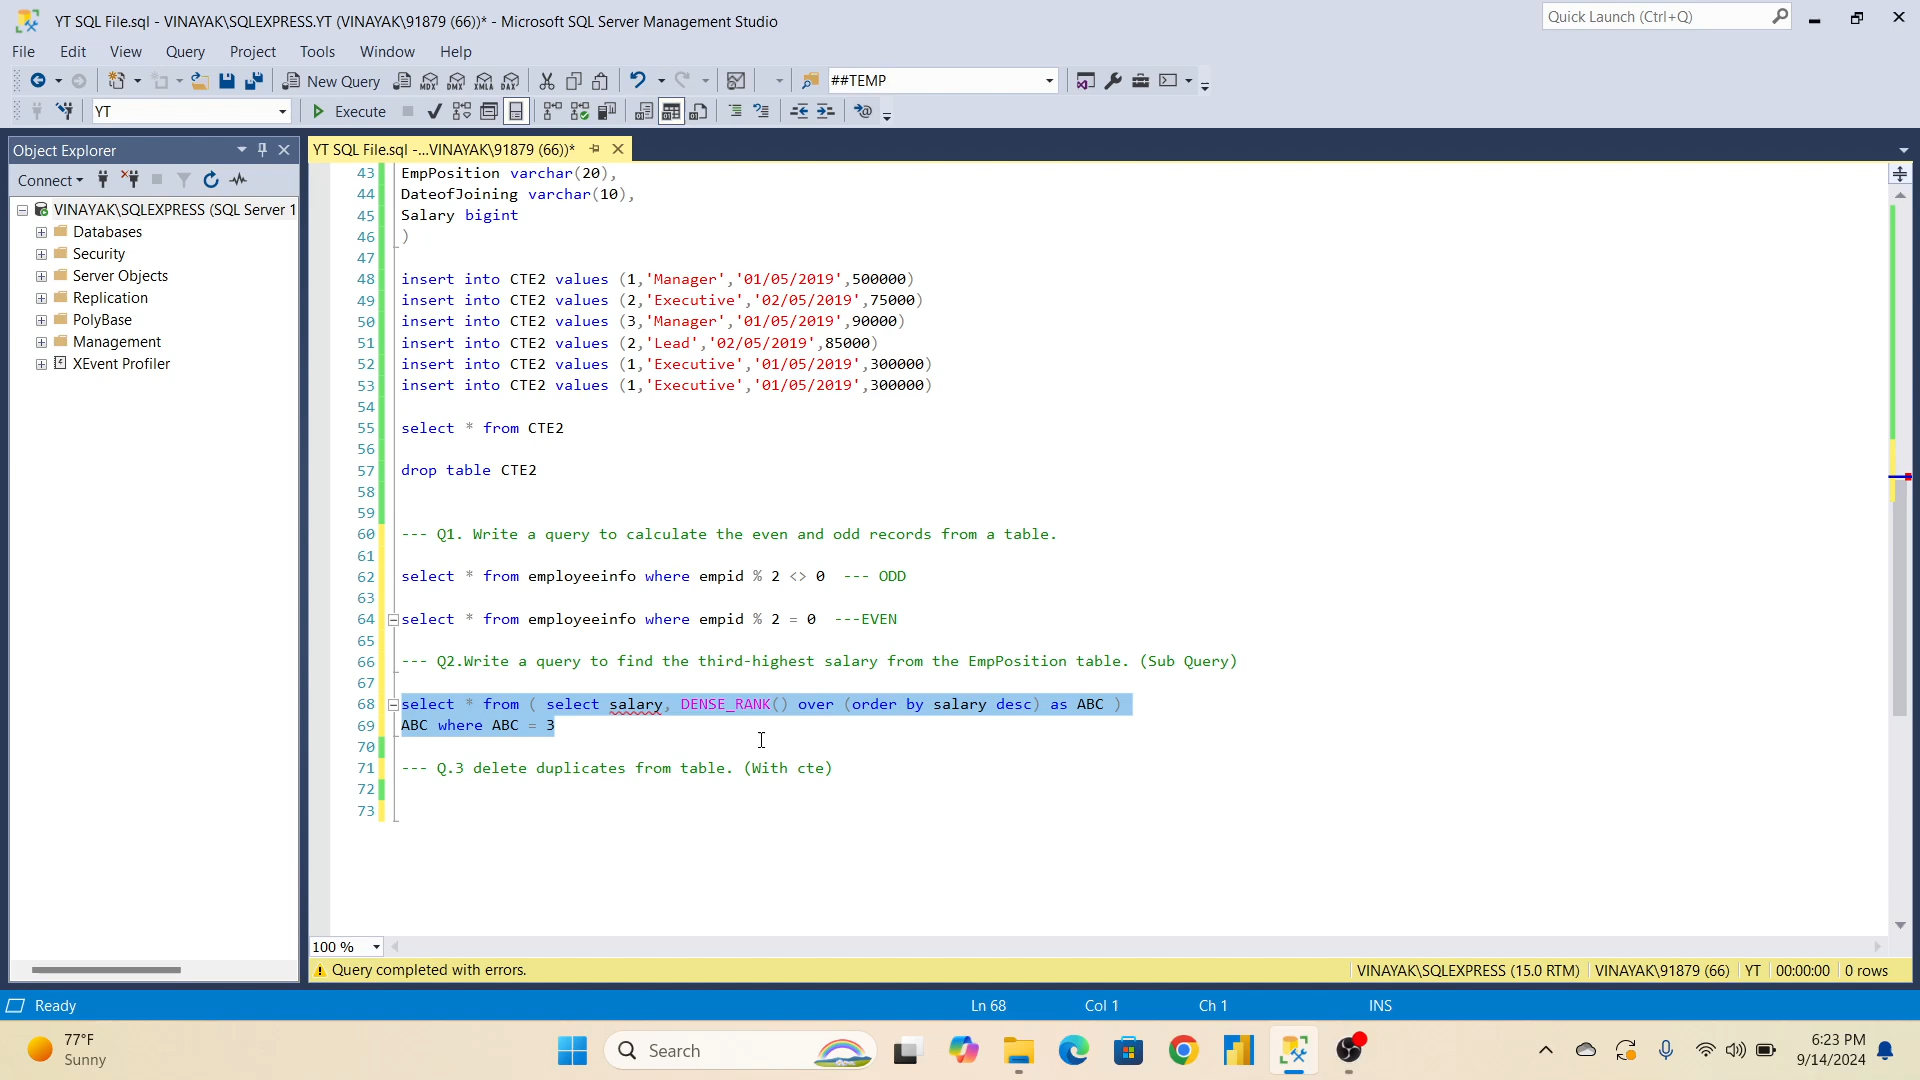 YT SQL File.sql - VINAYAK\SQLEXPRESS.YT (VINAYAK\91879 (66))* - Microsoft SQL Server Management Studio
Quick Launch (Ctrl+Q)
File Edit View Query Project Tools Window Help
New Query MDX DMX XMLA DAX ##TEMP
YT Execute
Object Explorer
YT SQL File.sql -...VINAYAK\91879 (66))*
Connect
VINAYAK\SQLEXPRESS (SQL Server 1
Databases
Security
Server Objects
Replication
PolyBase
Management
XEvent Profiler
43 EmpPosition varchar(20),
44 DateofJoining varchar(10),
45 Salary bigint
46 )
47
48 insert into CTE2 values (1,'Manager','01/05/2019',500000)
49 insert into CTE2 values (2,'Executive','02/05/2019',75000)
50 insert into CTE2 values (3,'Manager','01/05/2019',90000)
51 insert into CTE2 values (2,'Lead','02/05/2019',85000)
52 insert into CTE2 values (1,'Executive','01/05/2019',300000)
53 insert into CTE2 values (1,'Executive','01/05/2019',300000)
54
55 select * from CTE2
56
57 drop table CTE2
58
59
60 --- Q1. Write a query to calculate the even and odd records from a table.
61
62 select * from employeeinfo where empid % 2 <> 0 --- ODD
63
64 select * from employeeinfo where empid % 2 = 0 ---EVEN
65
66 --- Q2.Write a query to find the third-highest salary from the EmpPosition table. (Sub Query)
67
68 select * from ( select salary, DENSE_RANK() over (order by salary desc) as ABC )
69 ABC where ABC = 3
70
71 --- Q.3 delete duplicates from table. (With cte)
72
73
100 %
Query completed with errors. VINAYAK\SQLEXPRESS (15.0 RTM) VINAYAK\91879 (66) YT 00:00:00 0 rows
Ready Ln 68 Col 1 Ch 1 INS
77°F
Sunny
Search
6:23 PM
9/14/2024